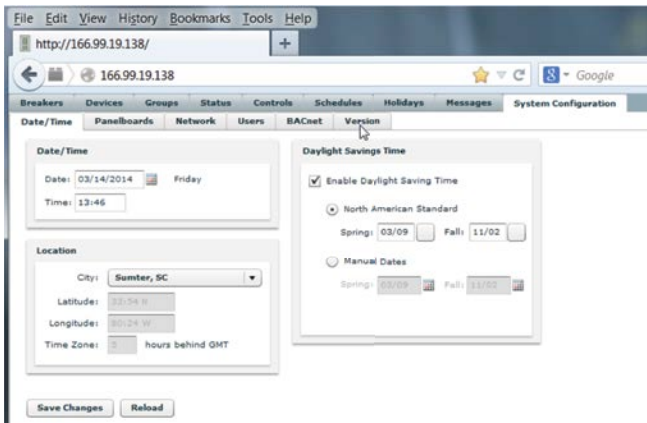 File Edit View History Bookmarks Tools Help
http://166.99.19.138/ +
166.99.19.138 Google
Breakers Devices Groups Status Controls Schedules Holidays Messages System Configuration
Date/Time Panelboards Network Users BACnet Version
Date/Time
Date: 03/14/2014 Friday
Time: 13:46
Location
City: Sumter, SC
Latitude: 33:54 N
Longitude: 80:24 W
Time Zone: 5 hours behind GMT
Daylight Savings Time
Enable Daylight Saving Time
North American Standard
Spring: 03/09 Fall: 11/02
Manual Dates
Spring: 03/09 Fall: 11/02
Save Changes Reload